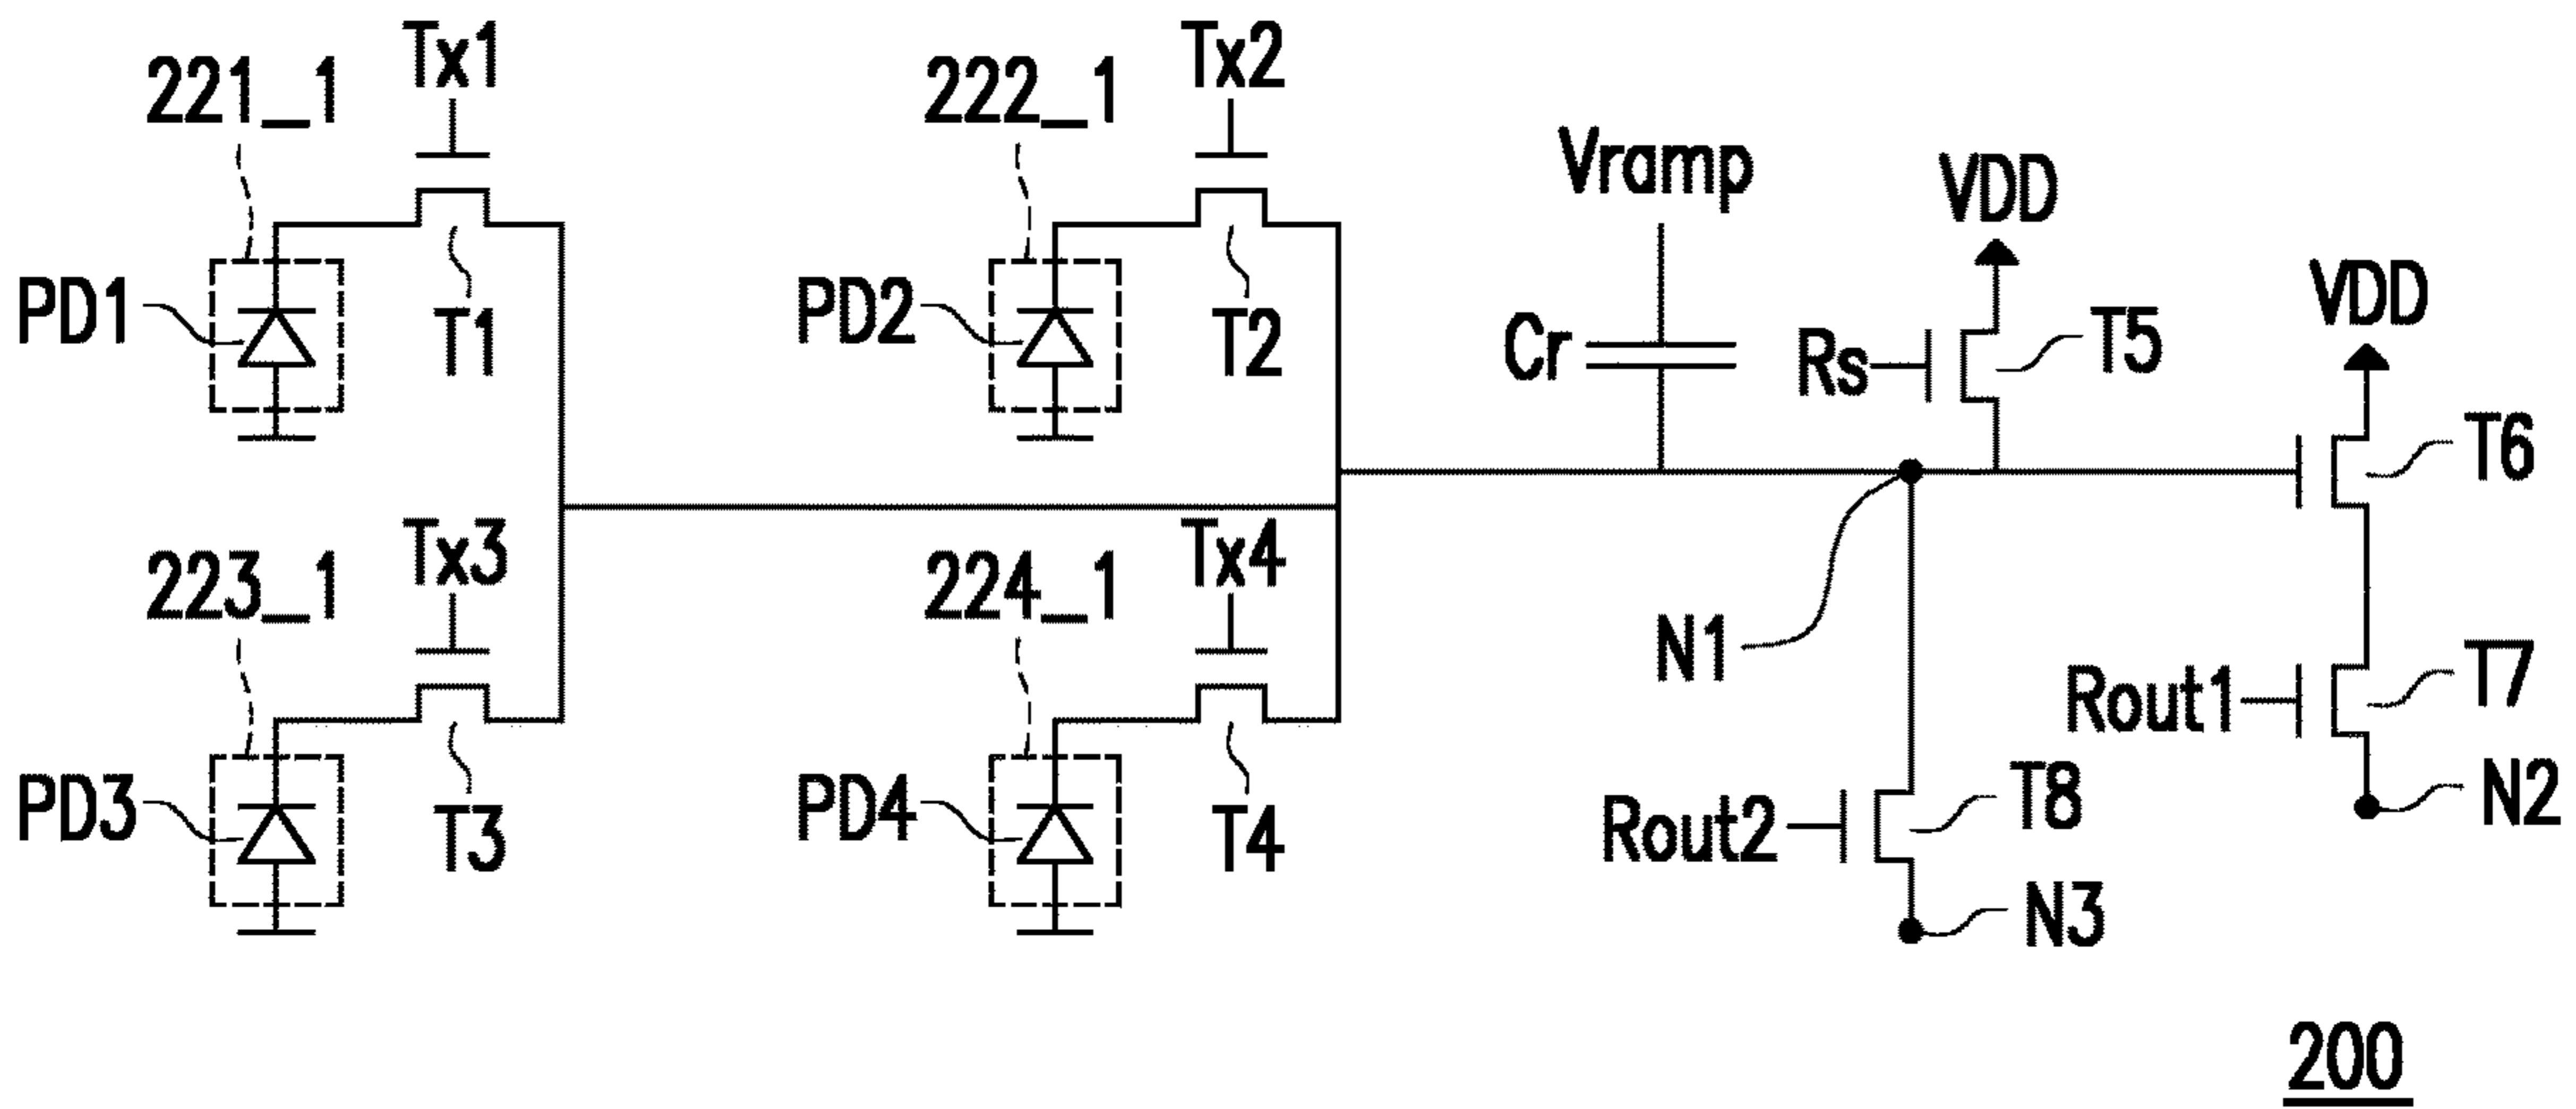 Tx1
Tx2
221_1
222_1
Vramp
VDD
VDD
PD1
T1
PD2
T2
Cr
Rs
T5
T6
Tx3
Tx4
223_1
224_1
N1
Rout1
T7
PD3
T3
PD4
T4
Rout2
T8
N2
N3
200